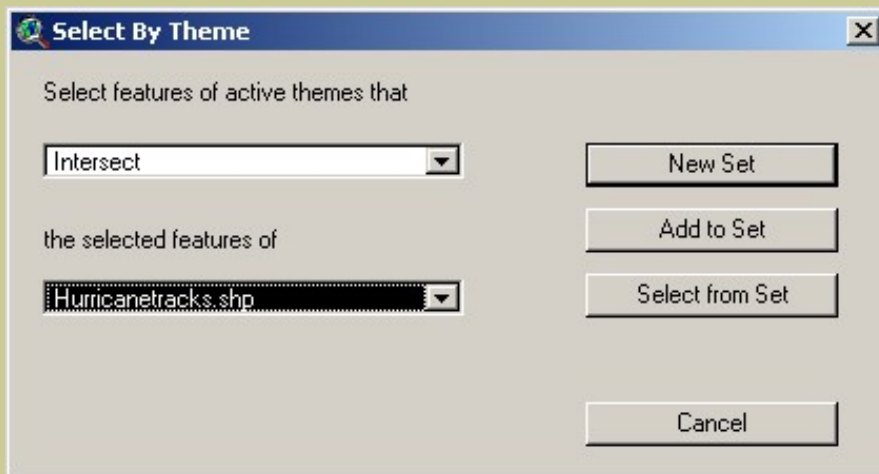 Select By Theme
Select features of active themes that
Intersect
New Set
the selected features of
Add to Set
Hurricanetracks.shp
Select from Set
Cancel